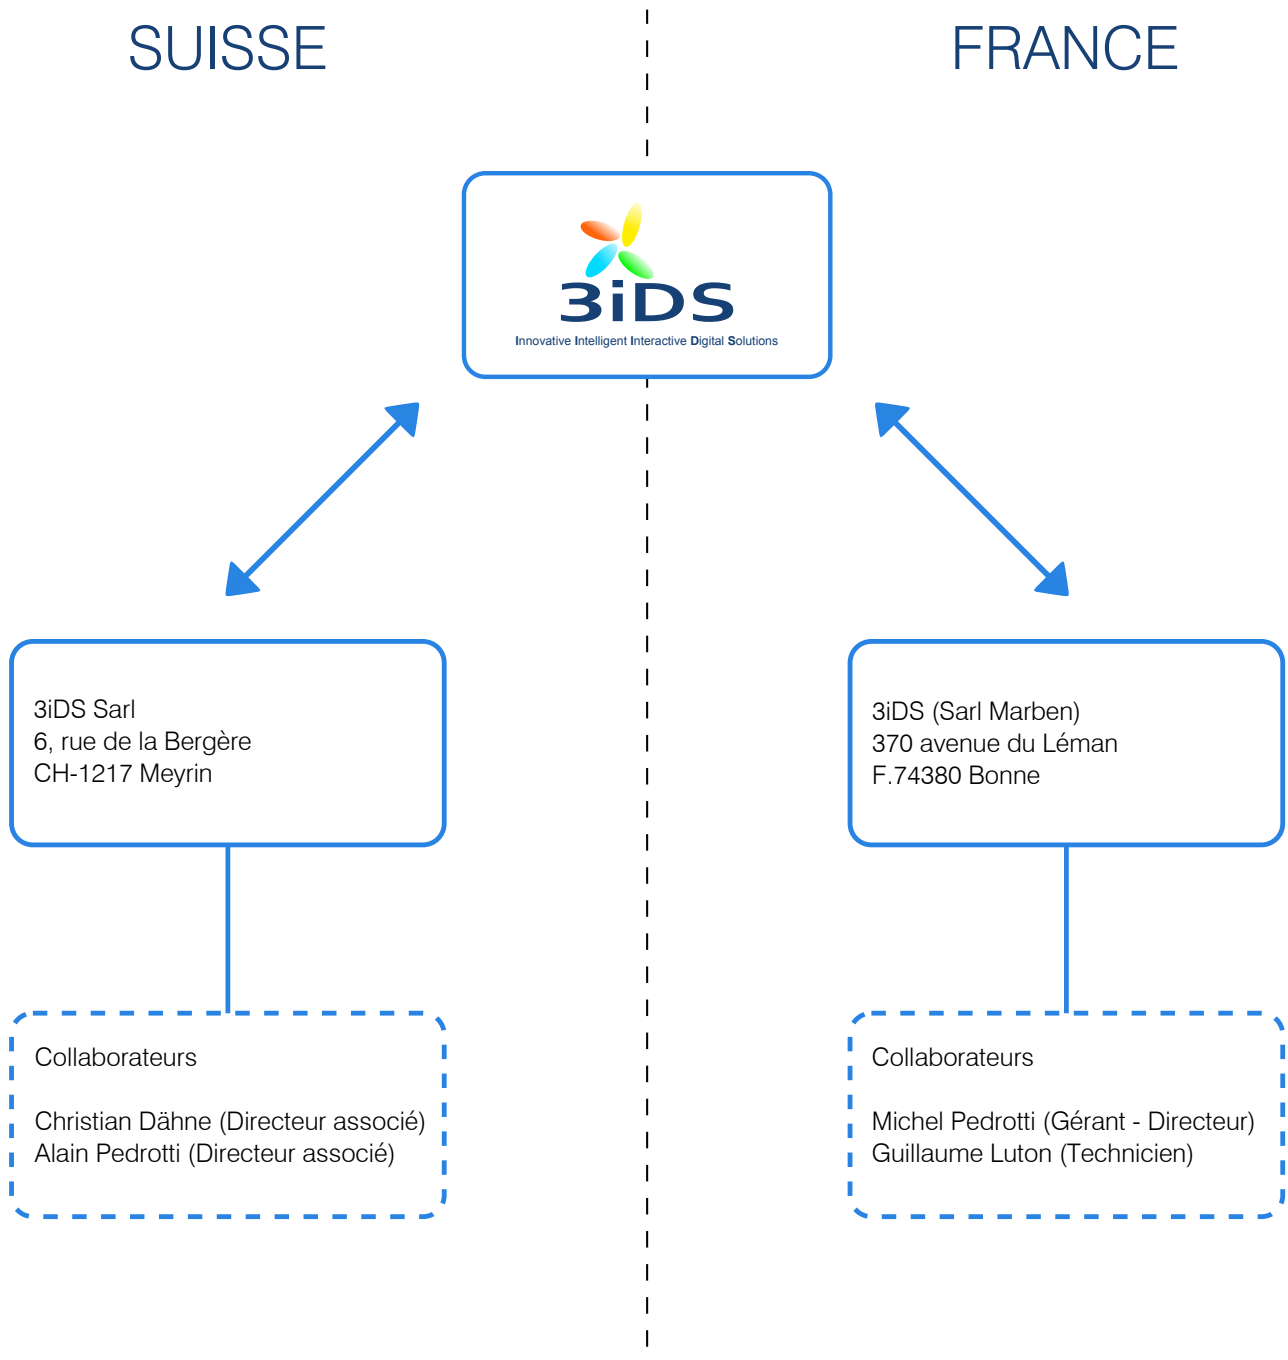 SUISSE
FRANCE
3iDS
Innovative Intelligent Interactive Digital Solutions
3iDS Sarl
6, rue de la Bergère
CH-1217 Meyrin
3iDS (Sarl Marben)
370 avenue du Léman
F.74380 Bonne
Collaborateurs
Christian Dähne (Directeur associé)
Alain Pedrotti (Directeur associé)
Collaborateurs
Michel Pedrotti (Gérant - Directeur)
Guillaume Luton (Technicien)